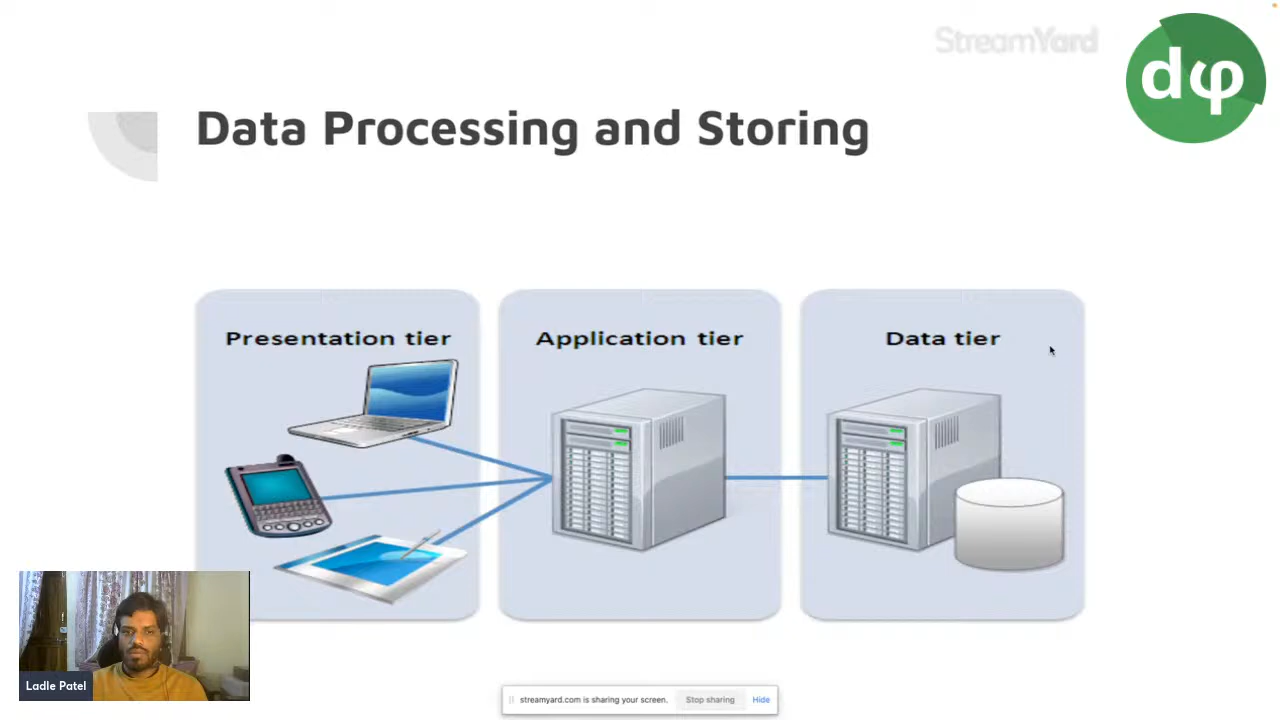 StreamYard
dφ
Data Processing and Storing
Presentation tier
Application tier
Data tier
Ladle Patel
streamyard.com is sharing your screen.
Stop sharing
Hide